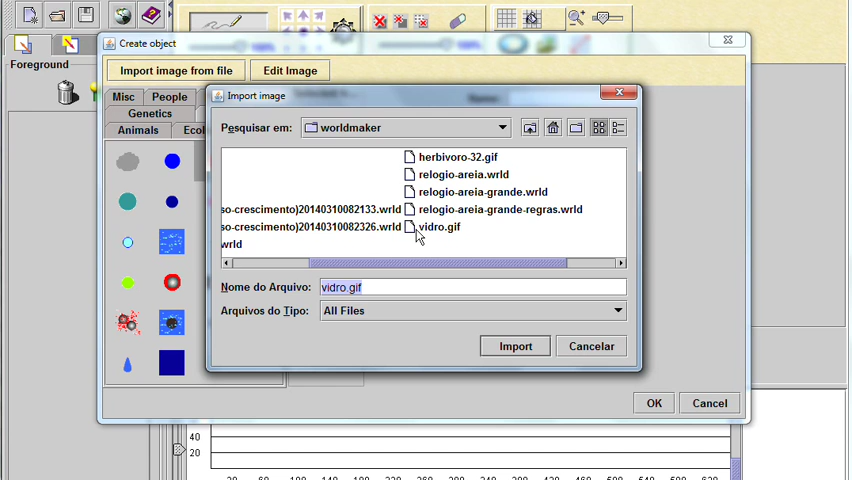 Create object
Import image from file
Edit Image
Foreground
Misc
People
Genetics
Animals
Import image
Name:
Pesquisar em:
worldmaker
herbivoro-32.gif
relogio-areia.wrld
relogio-areia-grande.wrld
so-crescimento)20140310082133.wrld
relogio-areia-grande-regras.wrld
so-crescimento)20140310082326.wrld
vidro.gif
wrld
Nome do Arquivo:
vidro.gif
Arquivos do Tipo:
All Files
Import
Cancelar
OK
Cancel
40
20